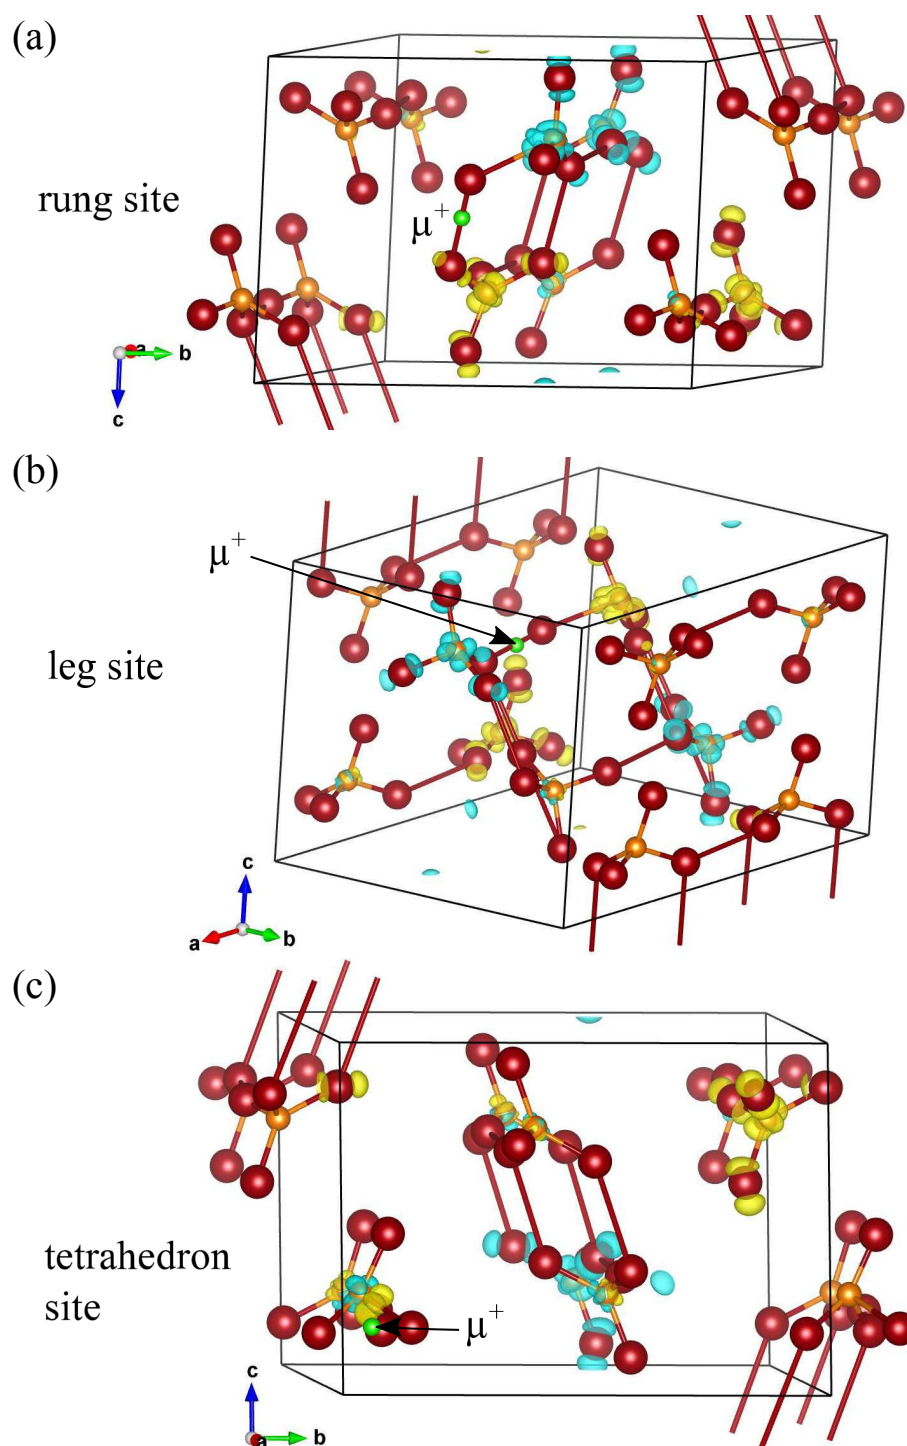 (a)
rung site
μ+
a
b
c
(b)
μ+
leg site
c
a
b
(c)
tetrahedron
site
μ+
c
a
b